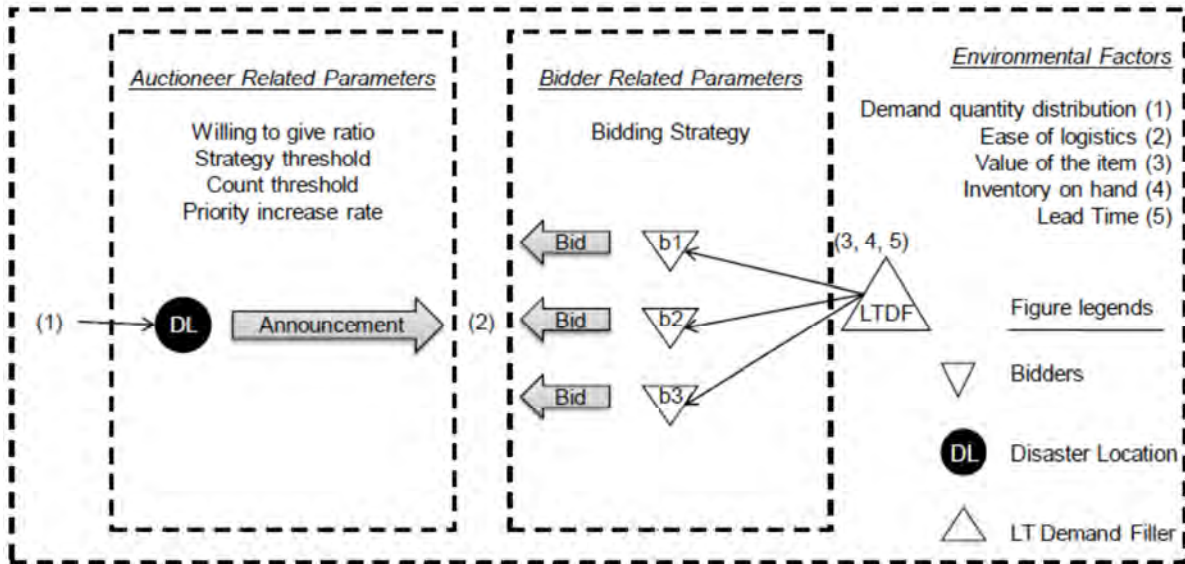 Auctioneer Related Parameters
Willing to give ratio
Strategy threshold
Count threshold
Priority increase rate
(1)
DL
Announcement
(2)
Bidder Related Parameters
Bidding Strategy
Bid
b1
Bid
b2
Bid
b3
(3, 4, 5)
LTDF
Environmental Factors
Demand quantity distribution (1)
Ease of logistics (2)
Value of the item (3)
Inventory on hand (4)
Lead Time (5)
Figure legends
Bidders
DL Disaster Location
LT Demand Filler